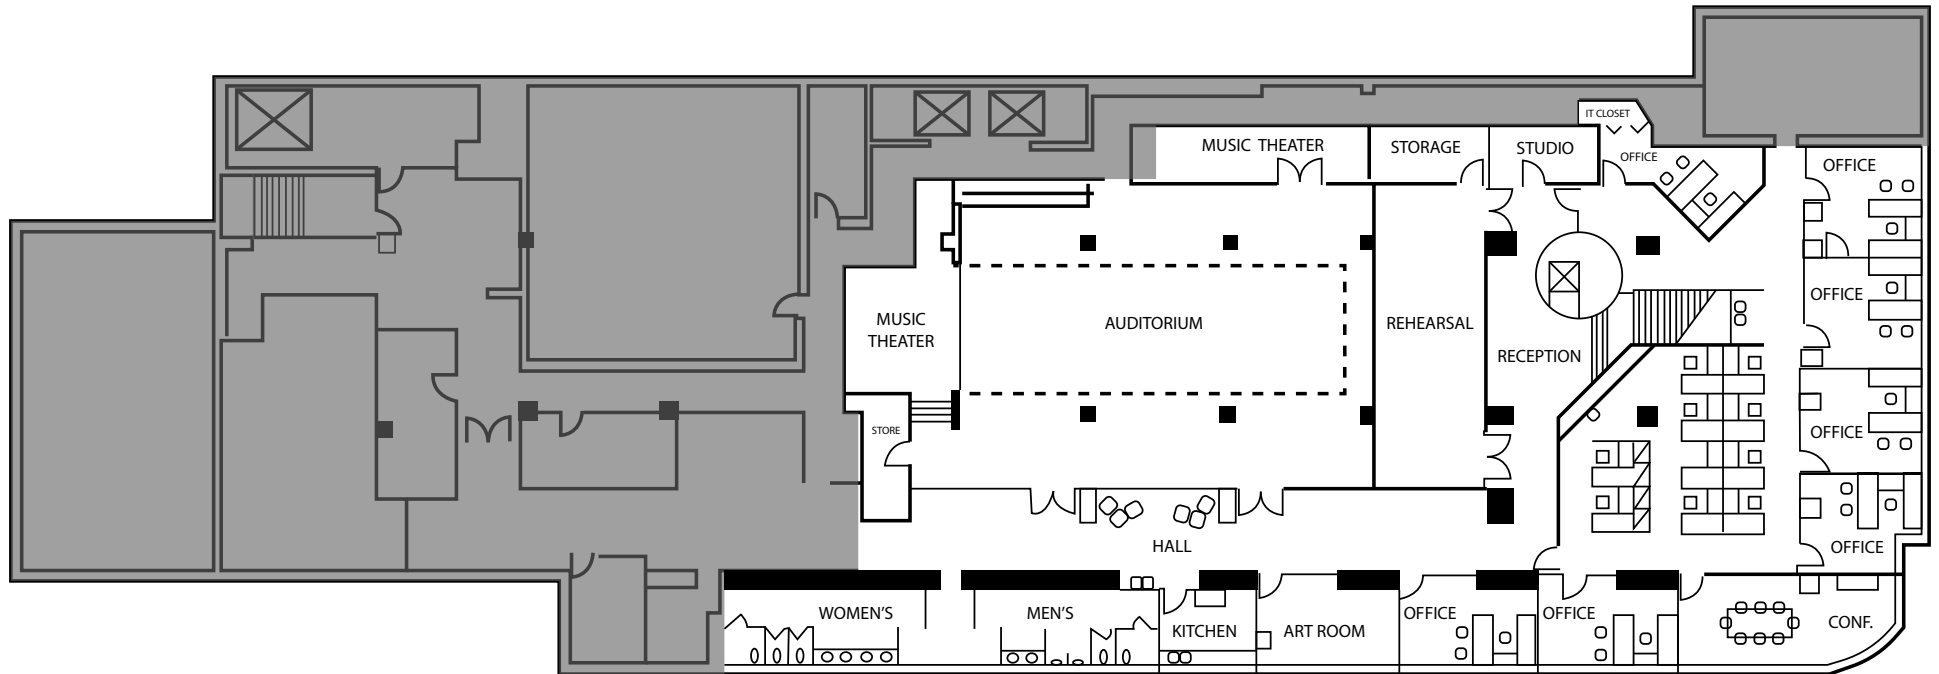 IT CLOSET
MUSIC THEATER
STORAGE
STUDIO
OFFICE
OFFICE
MUSIC
THEATER
AUDITORIUM
REHEARSAL
RECEPTION
OFFICE
STORE
OFFICE
HALL
OFFICE
WOMEN'S
MEN'S
KITCHEN
ART ROOM
OFFICE
OFFICE
CONF.